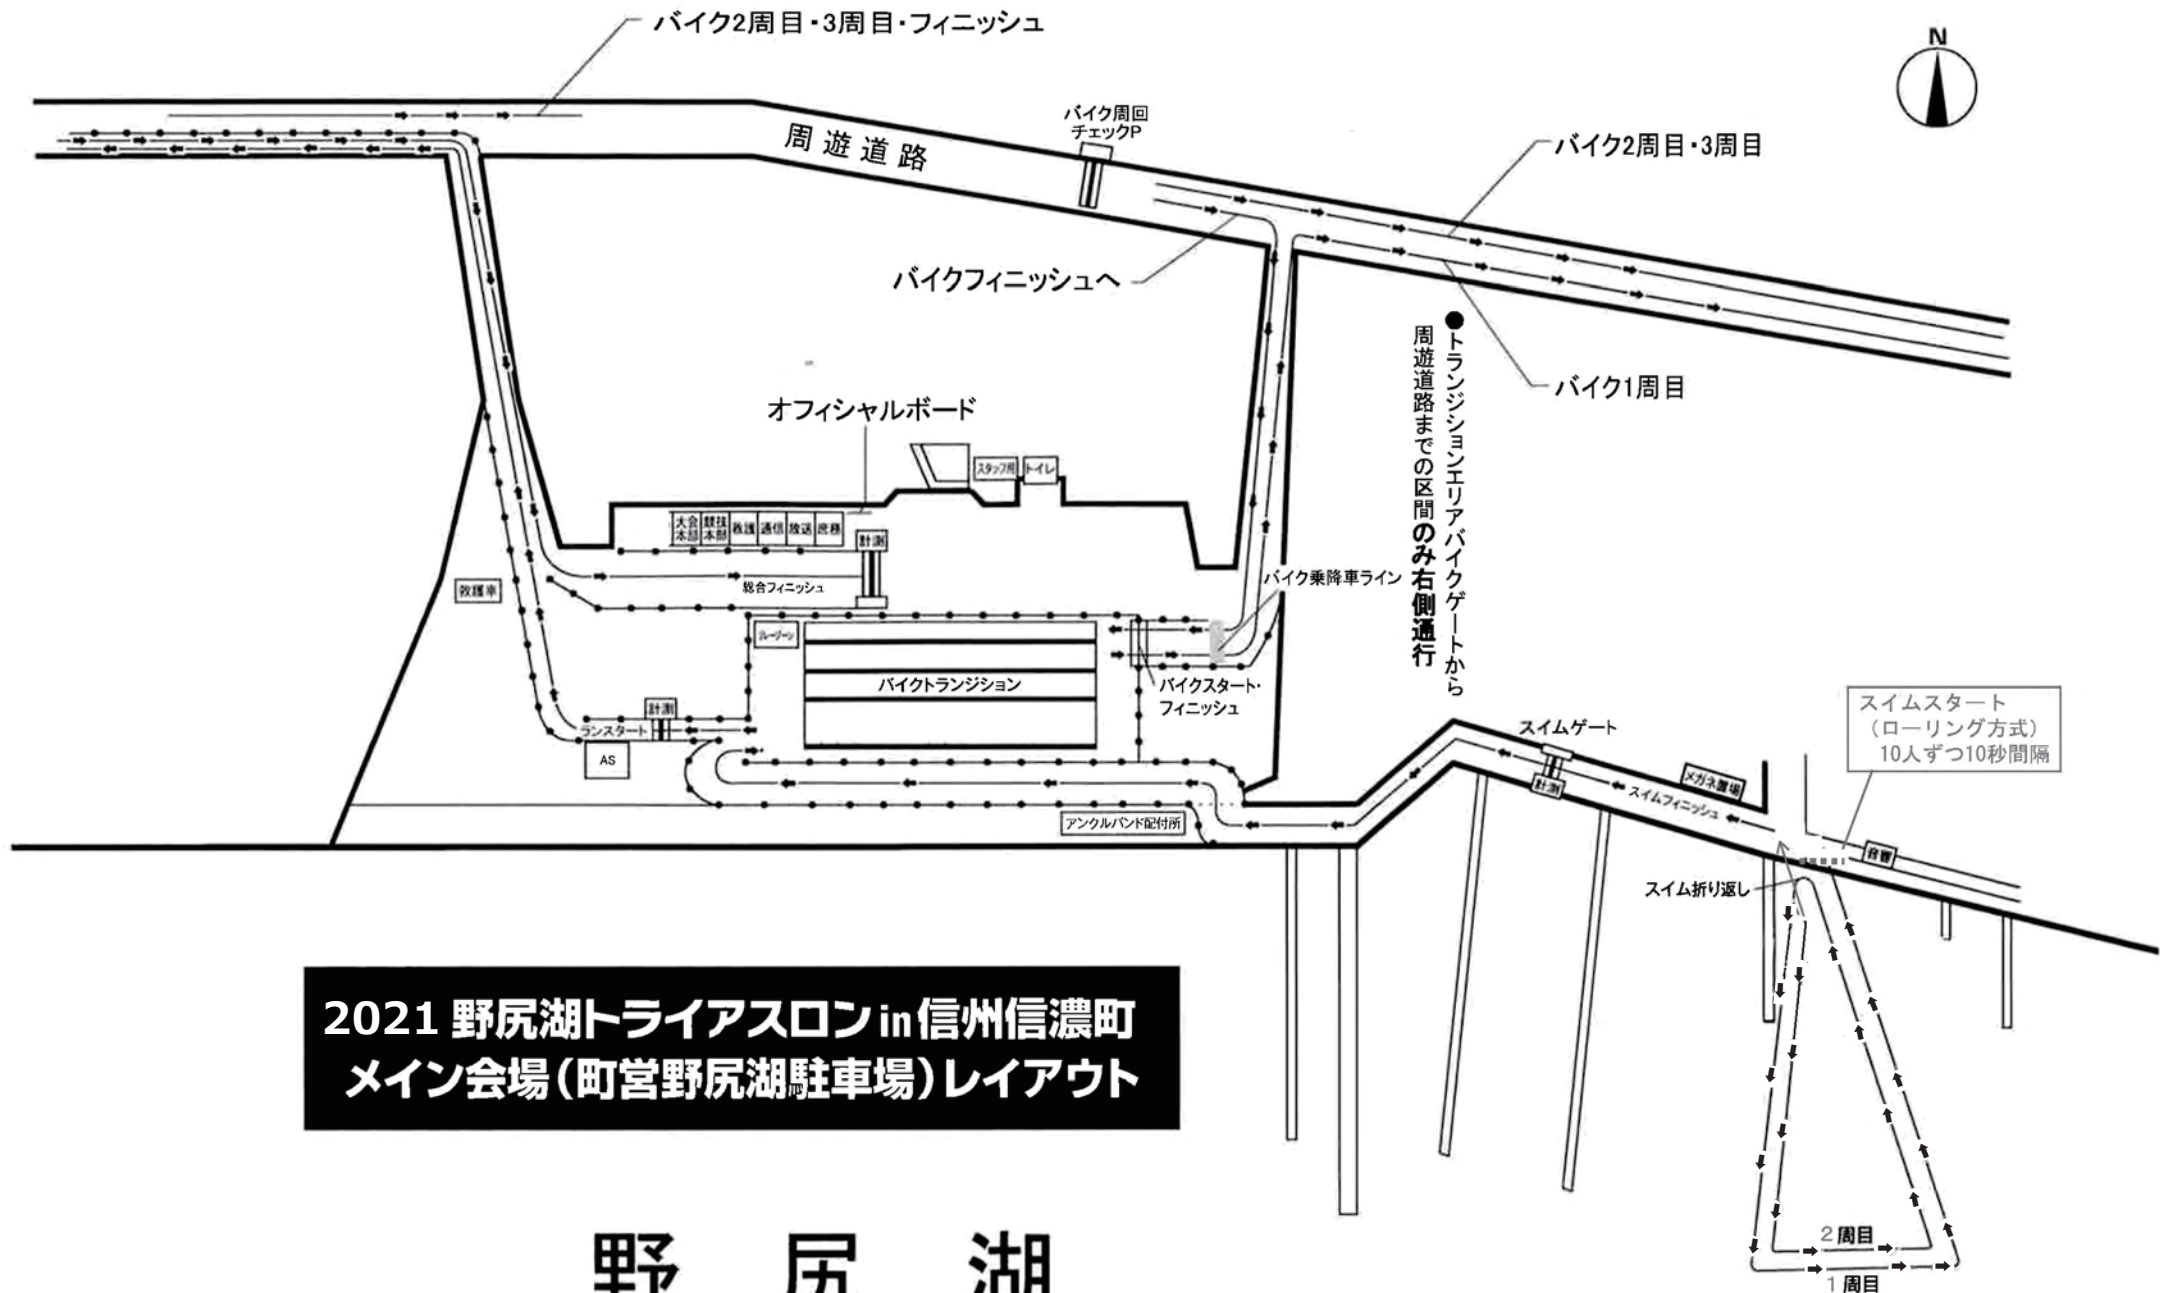 バイク2周目・3周目・フィニッシュ
N
バイク周回
チェックP
周遊道路
バイク2周目・3周目
バイクフィニッシュへ
●トランジションエリアバイクゲートから
周遊道路までの区間のみ右側通行
バイク1周目
オフィシャルボード
スタッフ用
トイレ
大会
本部
競技
本部
救護
通信
放送
庶務
計測
総合フィニッシュ
救護車
バイク乗降車ライン
バイクトランジション
バイクスタート・
フィニッシュ
計測
ランスタート
AS
アンクルバンド配付所
スイムゲート
計測
メガネ置場
スイムフィニッシュ
スイムスタート
（ローリング方式）
10人ずつ10秒間隔
音響
スイム折り返し
2周目
1周目
2021 野尻湖トライアスロンin信州信濃町
メイン会場（町営野尻湖駐車場）レイアウト
野尻湖